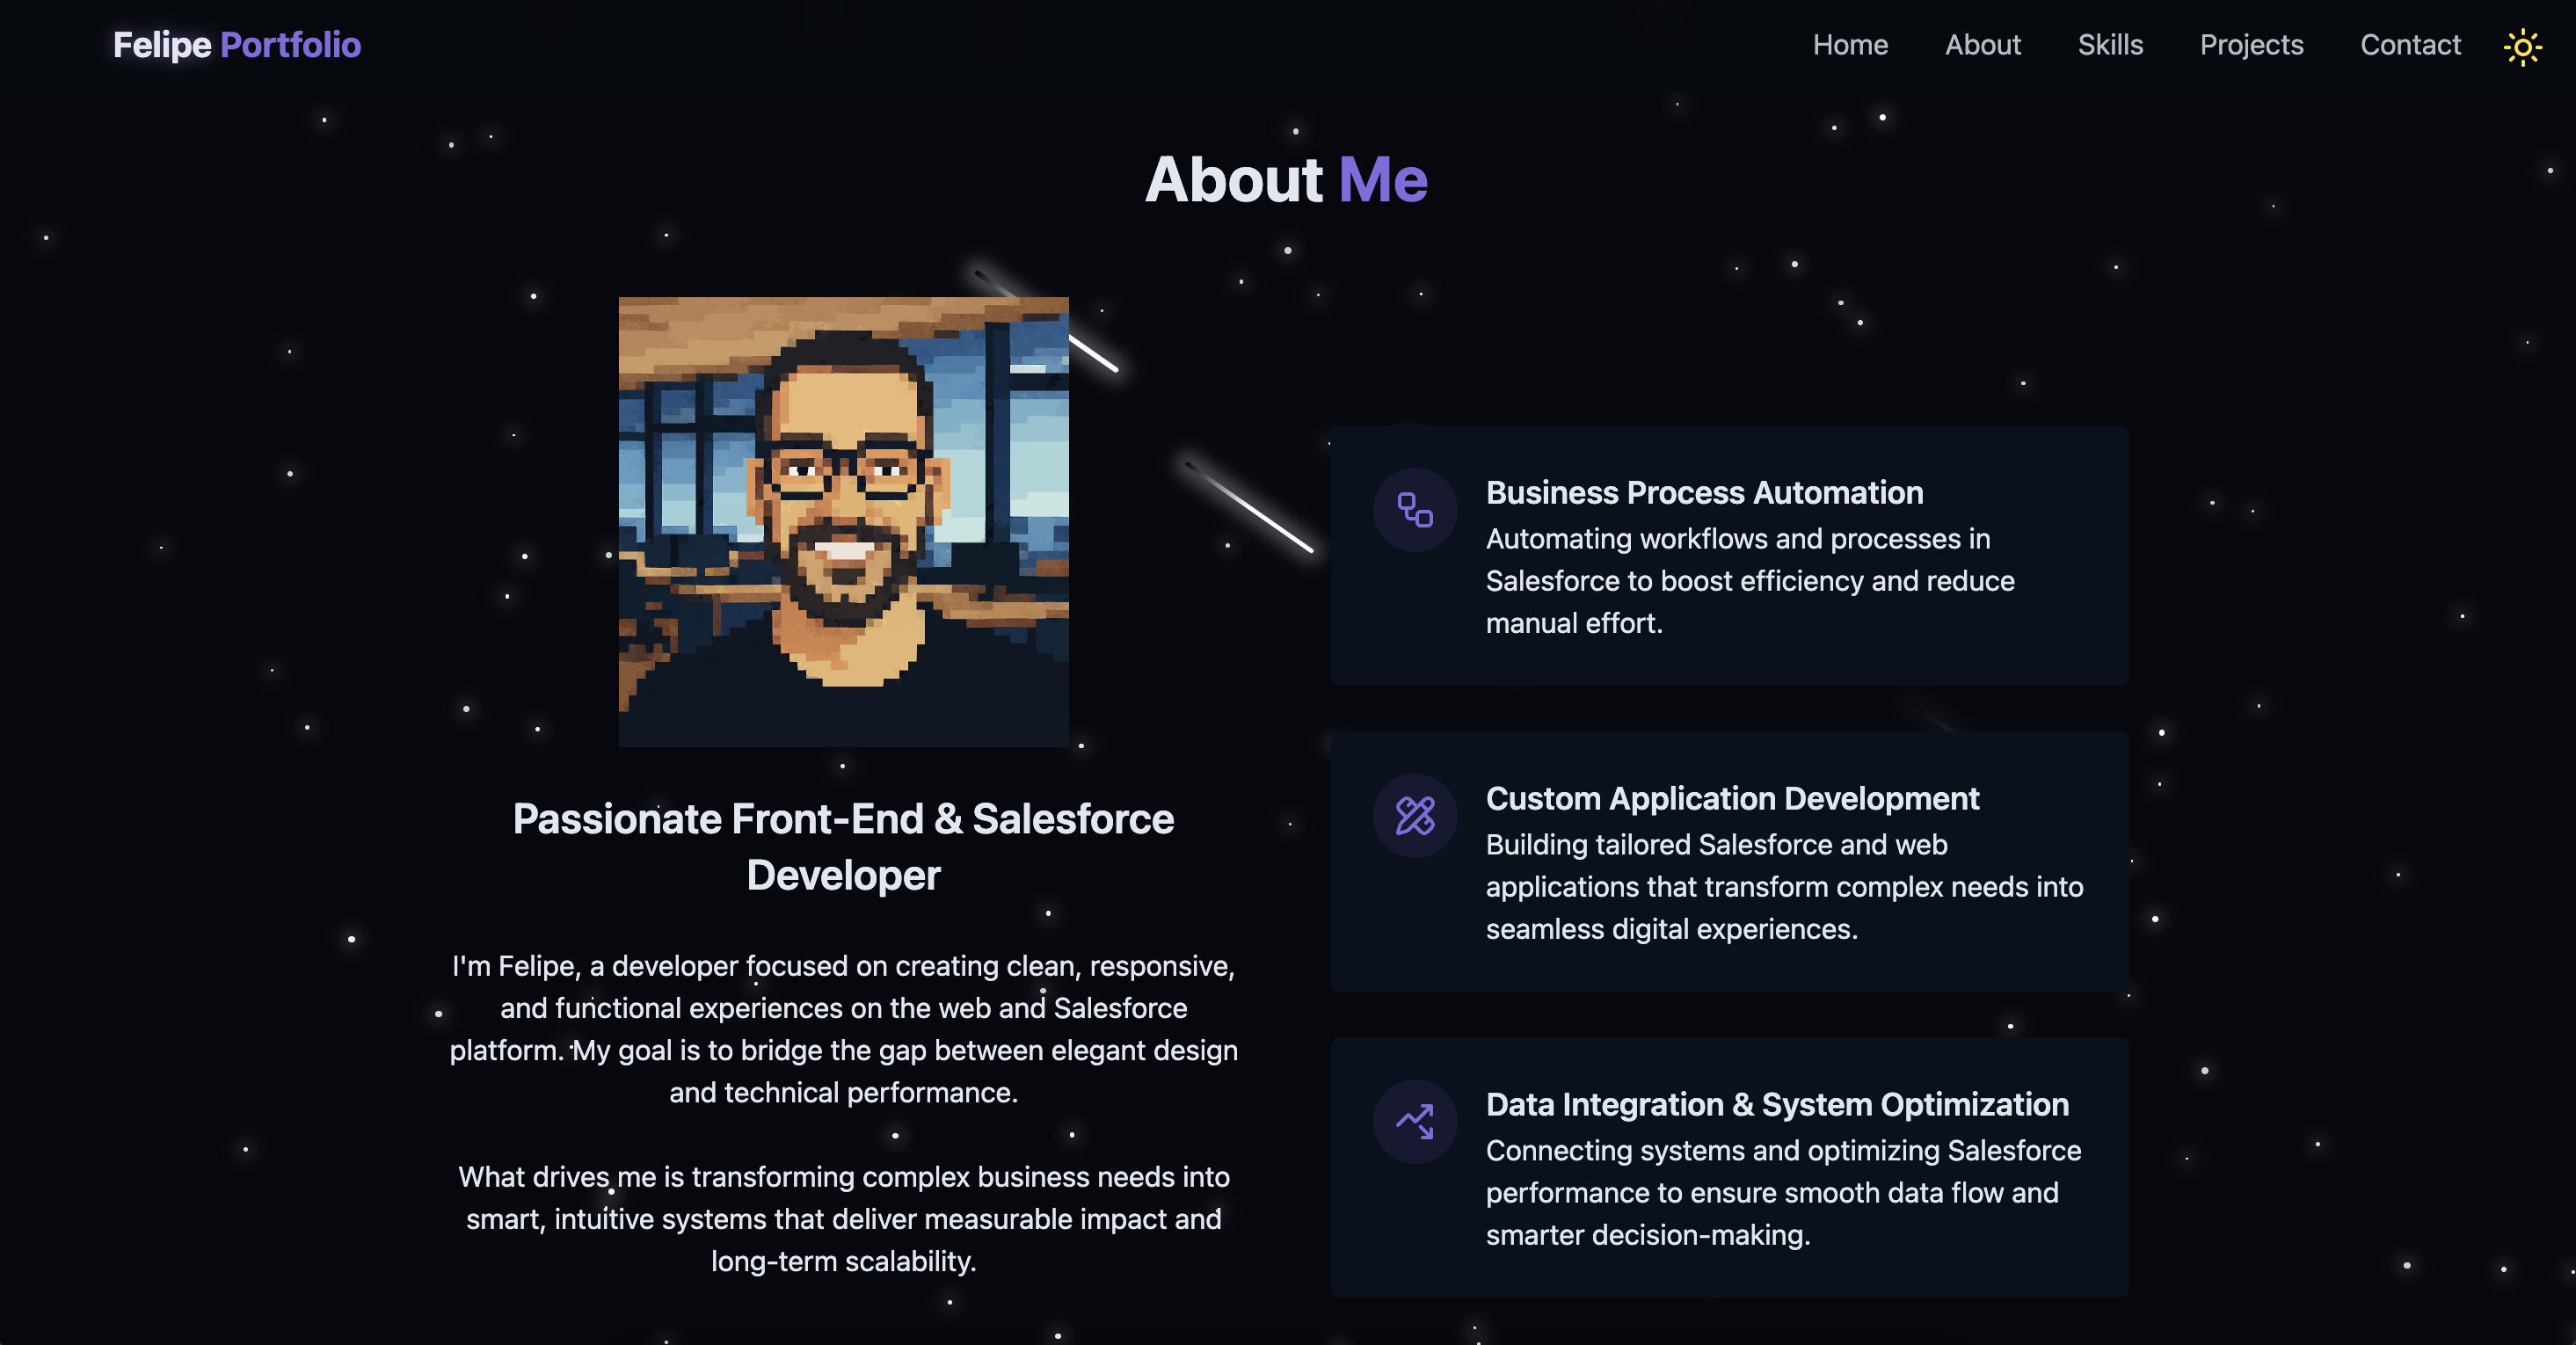 Felipe Portfolio
Home About Skills Projects Contact
About Me
Passionate Front-End & Salesforce
Developer
I'm Felipe, a developer focused on creating clean, responsive,
and functional experiences on the web and Salesforce
platform. My goal is to bridge the gap between elegant design
and technical performance.
What drives me is transforming complex business needs into
smart, intuitive systems that deliver measurable impact and
long-term scalability.
Business Process Automation
Automating workflows and processes in
Salesforce to boost efficiency and reduce
manual effort.
Custom Application Development
Building tailored Salesforce and web
applications that transform complex needs into
seamless digital experiences.
Data Integration & System Optimization
Connecting systems and optimizing Salesforce
performance to ensure smooth data flow and
smarter decision-making.